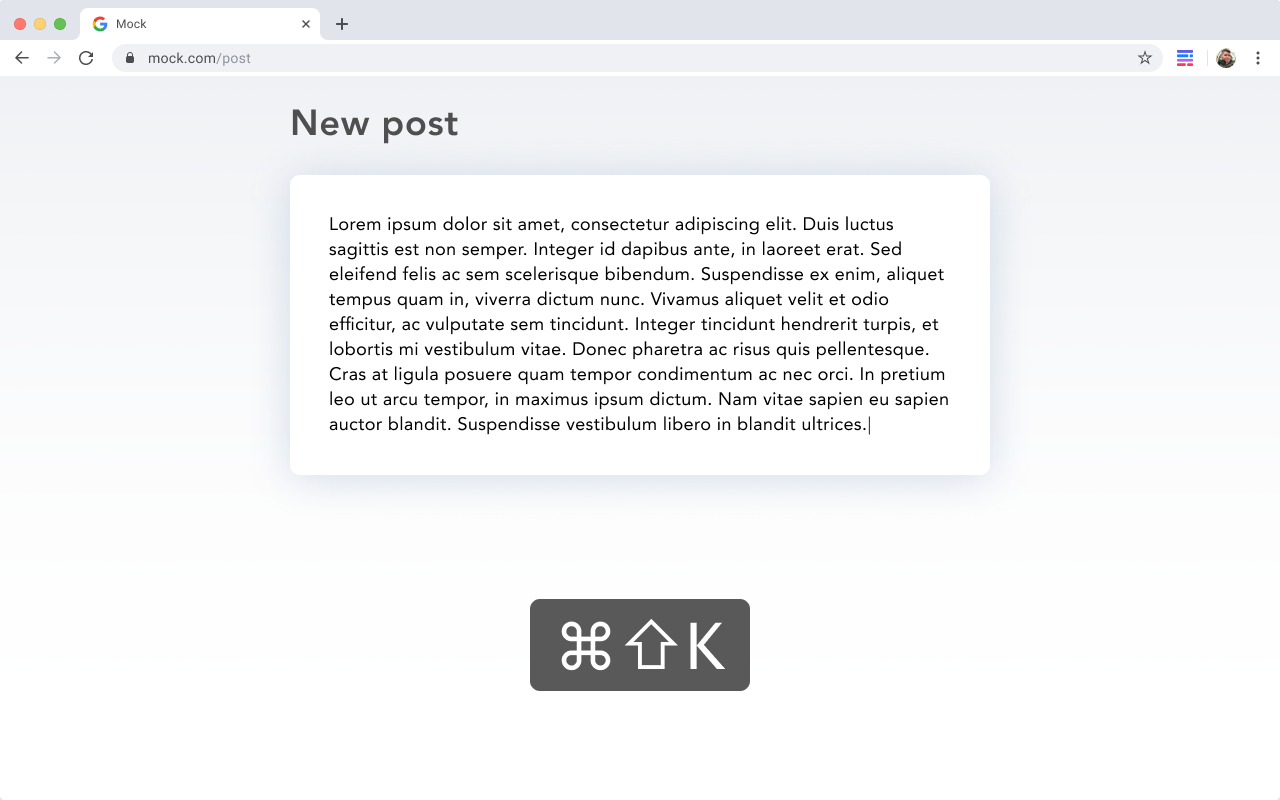 Mock
mock.com/post
New post
Lorem ipsum dolor sit amet, consectetur adipiscing elit. Duis luctus
sagittis est non semper. Integer id dapibus ante, in laoreet erat. Sed
eleifend felis ac sem scelerisque bibendum. Suspendisse ex enim, aliquet
tempus quam in, viverra dictum nunc. Vivamus aliquet velit et odio
efficitur, ac vulputate sem tincidunt. Integer tincidunt hendrerit turpis, et
lobortis mi vestibulum vitae. Donec pharetra ac risus quis pellentesque.
Cras at ligula posuere quam tempor condimentum ac nec orci. In pretium
leo ut arcu tempor, in maximus ipsum dictum. Nam vitae sapien eu sapien
auctor blandit. Suspendisse vestibulum libero in blandit ultrices.
⌘⇧K